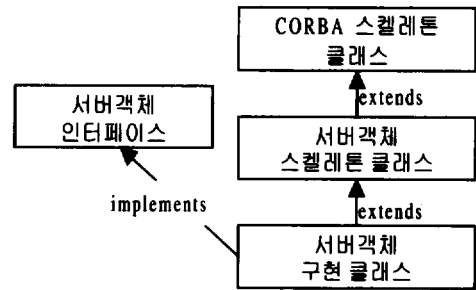 CORBA 스켈레톤
클래스
extends
서버객체
인터페이스
서버객체
스켈레톤 클래스
implements
extends
서버객체
구현 클래스